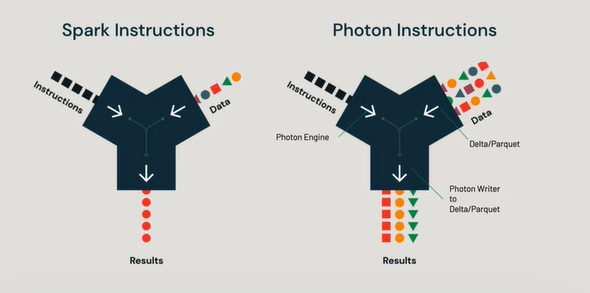 Spark Instructions
Instructions
Data
Results
Photon Instructions
Instructions
Data
Photon Engine
Delta/Parquet
Photon Writer
to
Delta/Parquet
Results